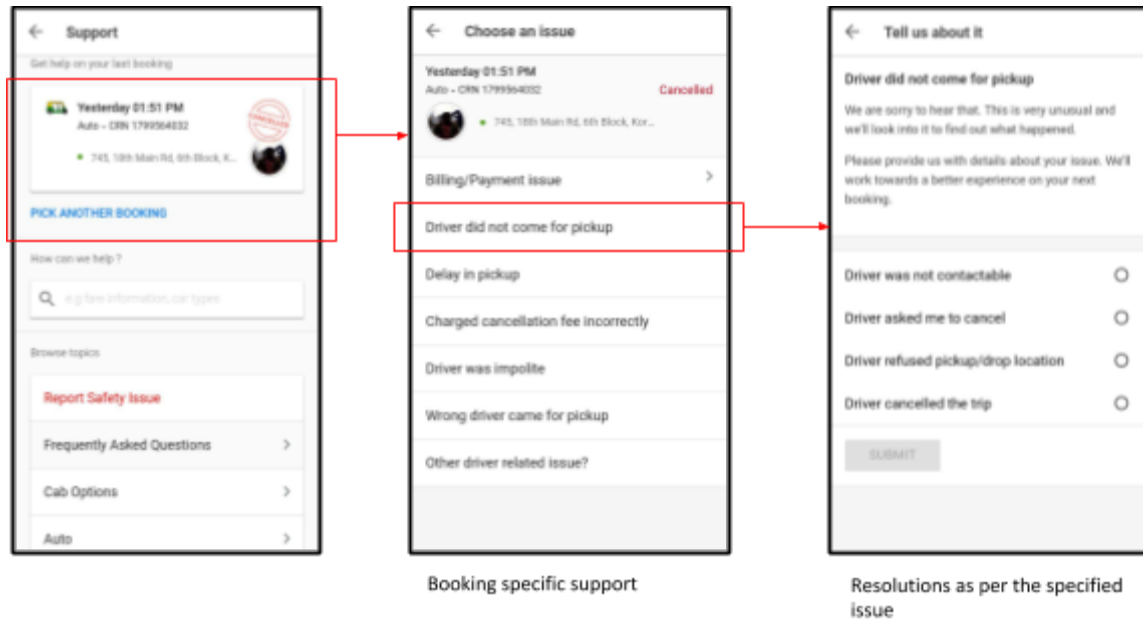 Support
Get help on your last booking
Yesterday 01:51 PM
Auto - CRN 1799564032
CANCELLED
745, 18th Main Rd, 6th Block, K...
PICK ANOTHER BOOKING
How can we help ?
e.g fare information, car types
Browse topics
Report Safety Issue
Frequently Asked Questions
Cab Options
Auto
Choose an issue
Yesterday 01:51 PM
Auto - CRN 1799564032
Cancelled
745, 18th Main Rd, 6th Block, Kor...
Billing/Payment issue
Driver did not come for pickup
Delay in pickup
Charged cancellation fee incorrectly
Driver was impolite
Wrong driver came for pickup
Other driver related issue?
Booking specific support
Tell us about it
Driver did not come for pickup
We are sorry to hear that. This is very unusual and
we'll look into it to find out what happened.
Please provide us with details about your issue. We'll
work towards a better experience on your next
booking.
Driver was not contactable
Driver asked me to cancel
Driver refused pickup/drop location
Driver cancelled the trip
SUBMIT
Resolutions as per the specified
issue